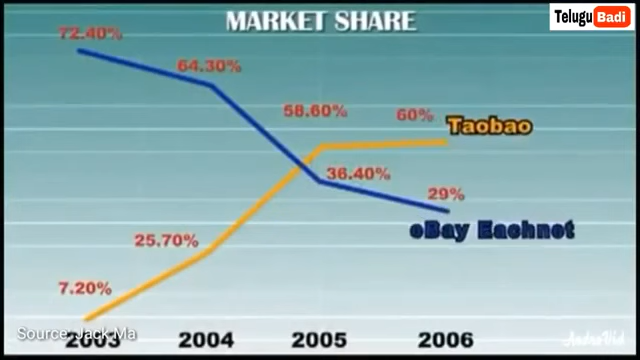 Telugu Badi
MARKET SHARE
72.40%
64.30%
58.60%
60%
Taobao
36.40%
29%
eBay Eachnet
25.70%
7.20%
Source: Jack Ma
2003 2004 2005 2006
AndroVid